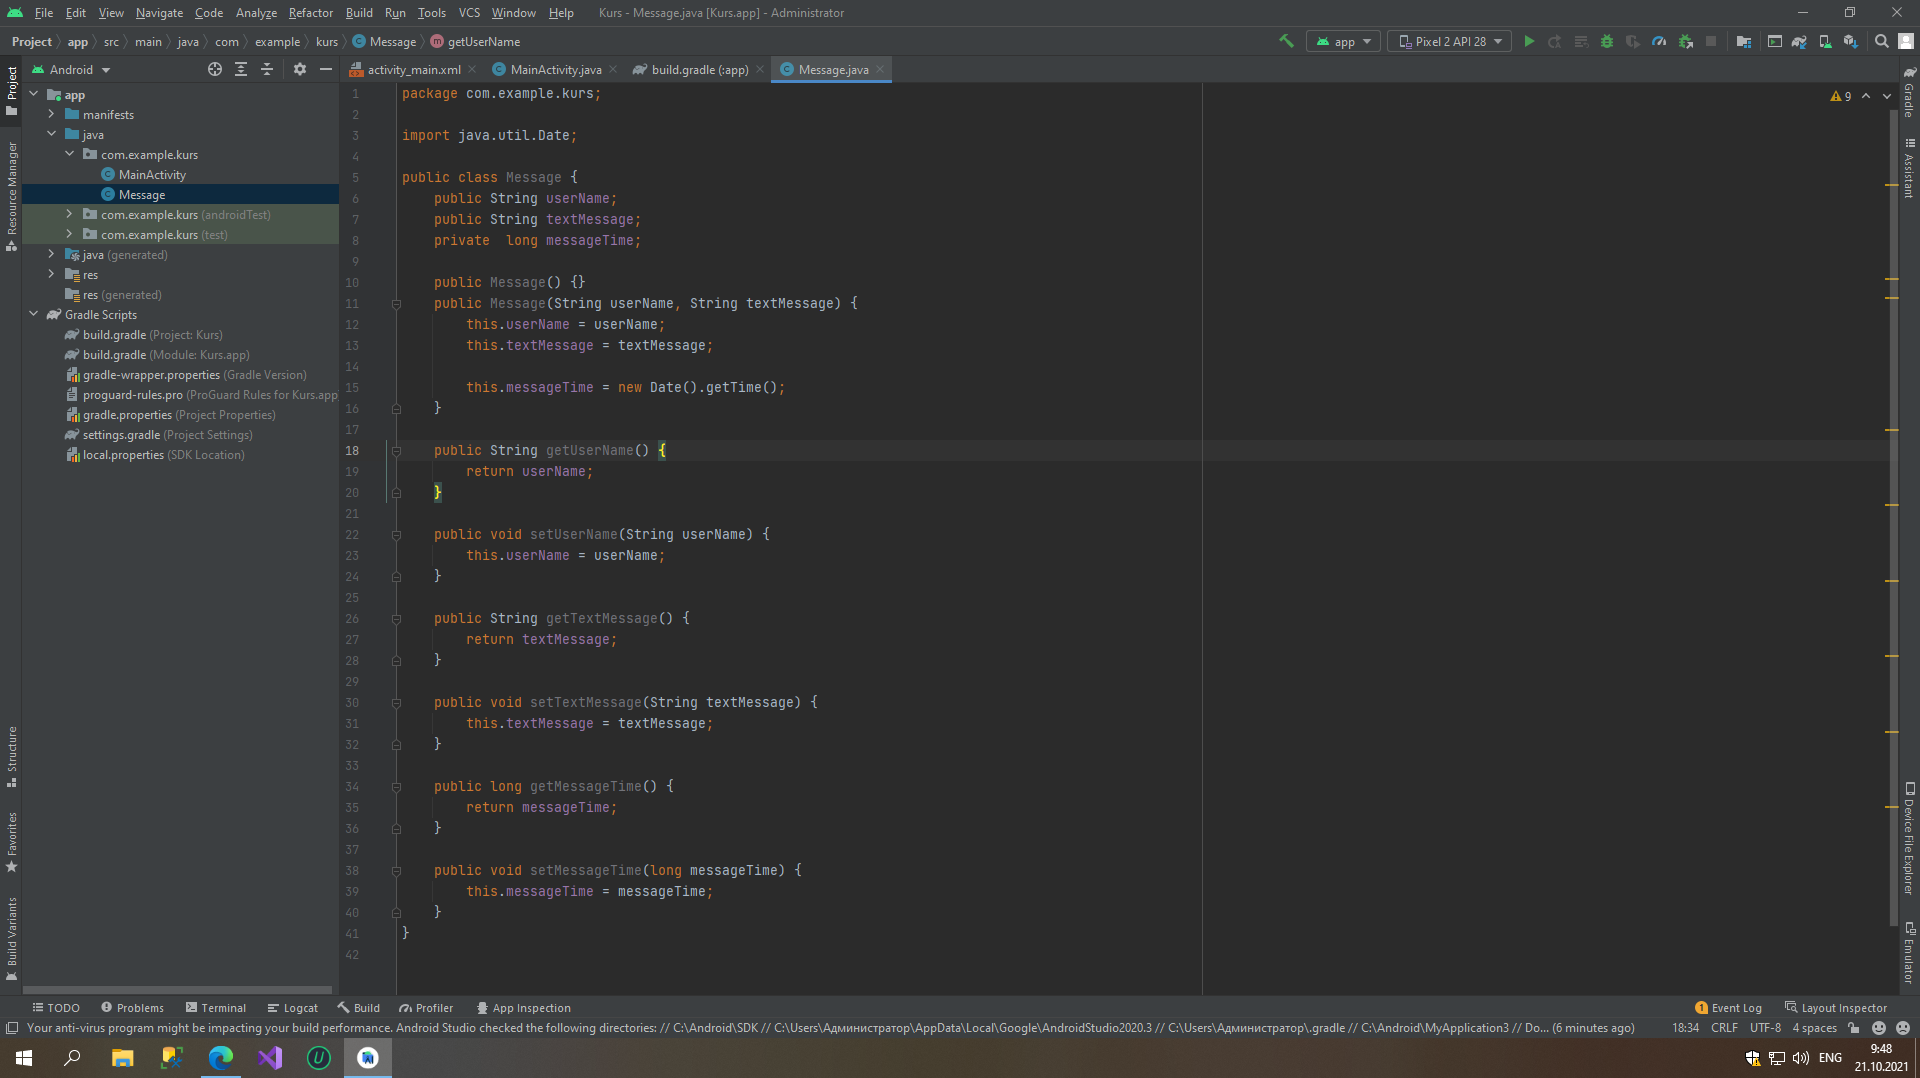 File Edit View Navigate Code Analyze Refactor Build Run Tools VCS Window Help Kurs - Message.java [Kurs.app] - Administrator
Project app src main java com example kurs Message getUserName
app Pixel 2 API 28
Android
activity_main.xml MainActivity.java build.gradle (:app) Message.java
Project
Resource Manager
Structure
Favorites
Build Variants
app
manifests
java
com.example.kurs
MainActivity
Message
com.example.kurs (androidTest)
com.example.kurs (test)
java (generated)
res
res (generated)
Gradle Scripts
build.gradle (Project: Kurs)
build.gradle (Module: Kurs.app)
gradle-wrapper.properties (Gradle Version)
proguard-rules.pro (ProGuard Rules for Kurs.app
gradle.properties (Project Properties)
settings.gradle (Project Settings)
local.properties (SDK Location)
1 package com.example.kurs;
2
3 import java.util.Date;
4
5 public class Message {
6 public String userName;
7 public String textMessage;
8 private  long messageTime;
9
10 public Message() {}
11 public Message(String userName, String textMessage) {
12 this.userName = userName;
13 this.textMessage = textMessage;
14
15 this.messageTime = new Date().getTime();
16 }
17
18 public String getUserName() {
19 return userName;
20 }
21
22 public void setUserName(String userName) {
23 this.userName = userName;
24 }
25
26 public String getTextMessage() {
27 return textMessage;
28 }
29
30 public void setTextMessage(String textMessage) {
31 this.textMessage = textMessage;
32 }
33
34 public long getMessageTime() {
35 return messageTime;
36 }
37
38 public void setMessageTime(long messageTime) {
39 this.messageTime = messageTime;
40 }
41 }
42
9
Gradle
Assistant
Device File Explorer
Emulator
TODO Problems Terminal Logcat Build Profiler App Inspection 1 Event Log Layout Inspector
Your anti-virus program might be impacting your build performance. Android Studio checked the following directories: // C:\Android\SDK // C:\Users\Администратор\AppData\Local\Google\AndroidStudio2020.3 // C:\Users\Администратор\.gradle // C:\Android\MyApplication3 // Do... (6 minutes ago) 18:34 CRLF UTF-8 4 spaces
ENG 9:48
21.10.2021